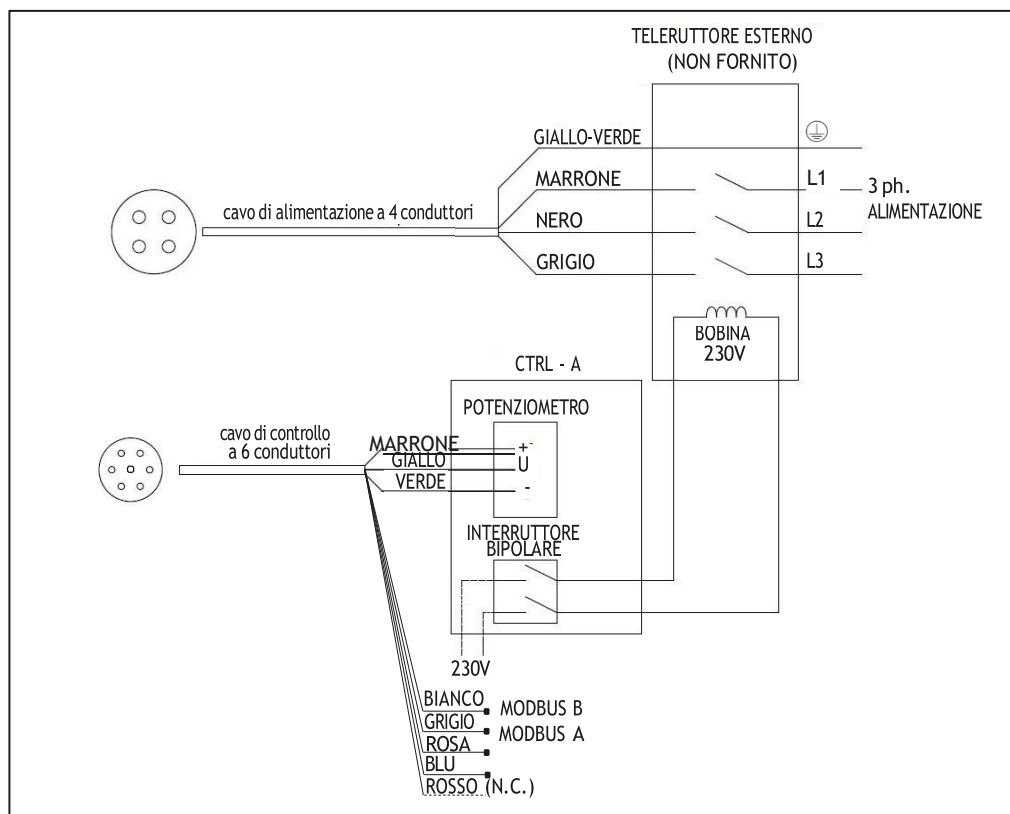 TELERUTTORE ESTERNO
(NON FORNITO)
GIALLO-VERDE
MARRONE
L1
3 ph.
ALIMENTAZIONE
cavo di alimentazione a 4 conduttori
NERO
L2
GRIGIO
L3
BOBINA
230V
CTRL - A
POTENZIOMETRO
cavo di controllo
a 6 conduttori
MARRONE
+
GIALLO
U
VERDE
-
INTERRUTTORE
BIPOLARE
230V
BIANCO
MODBUS B
GRIGIO
MODBUS A
ROSA
BLU
ROSSO (N.C.)